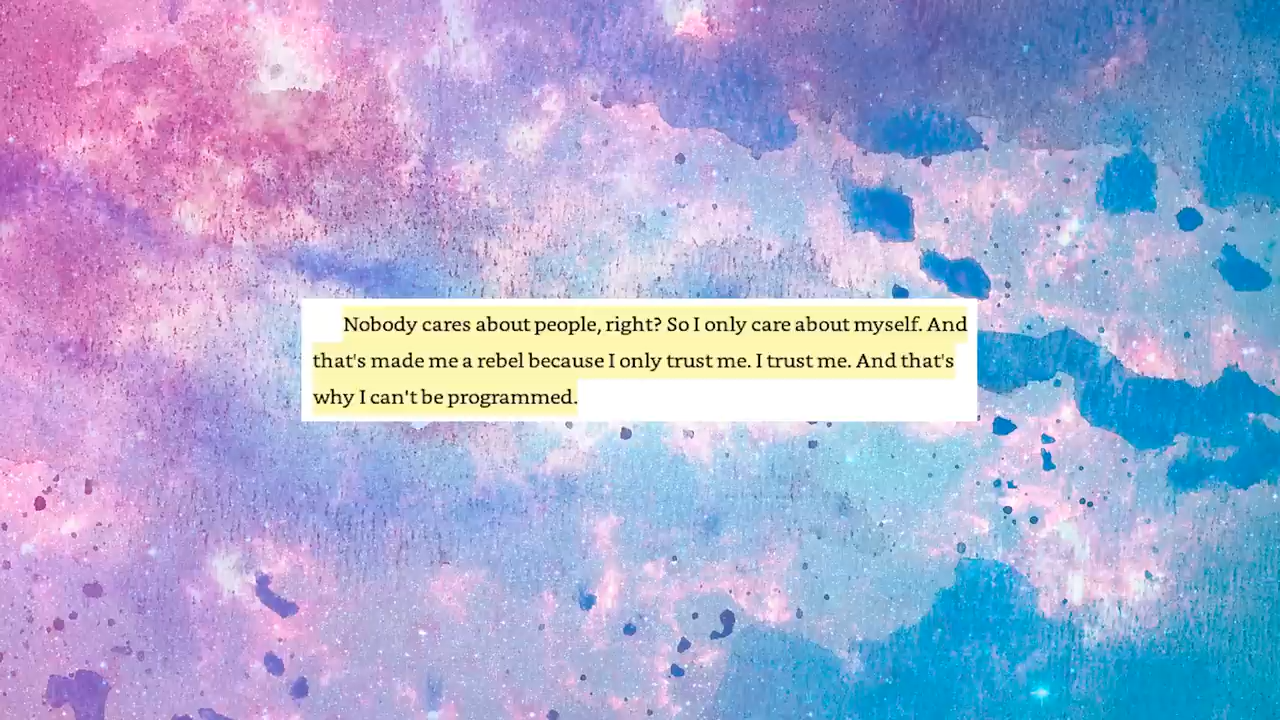 Nobody cares about people, right? So I only care about myself. And
that's made me a rebel because I only trust me. I trust me. And that's
why I can't be programmed.